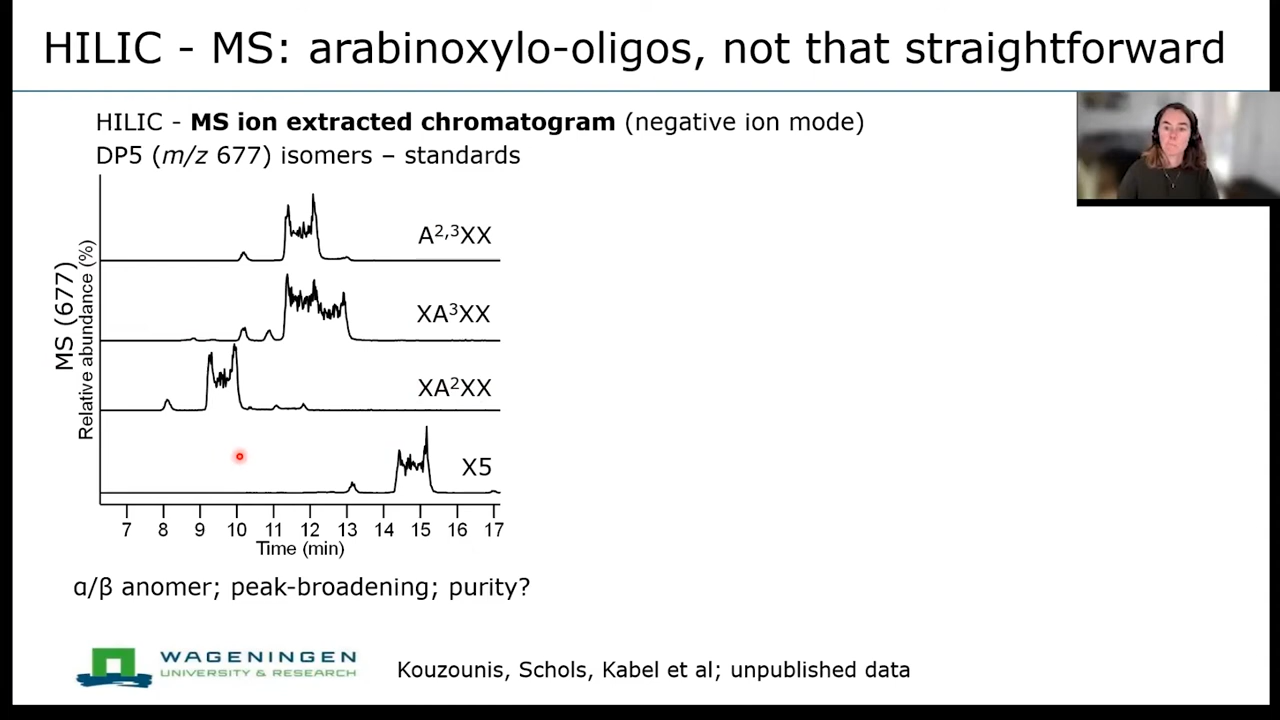 HILIC - MS: arabinoxylo-oligos, not that straightforward
HILIC - MS ion extracted chromatogram (negative ion mode)
DP5 (m/z 677) isomers – standards
MS (677)
Relative abundance (%)
A²,³XX
XA³XX
XA²XX
X5
7 8 9 10 11 12 13 14 15 16 17
Time (min)
α/β anomer; peak-broadening; purity?
WAGENINGEN
UNIVERSITY & RESEARCH
Kouzounis, Schols, Kabel et al; unpublished data